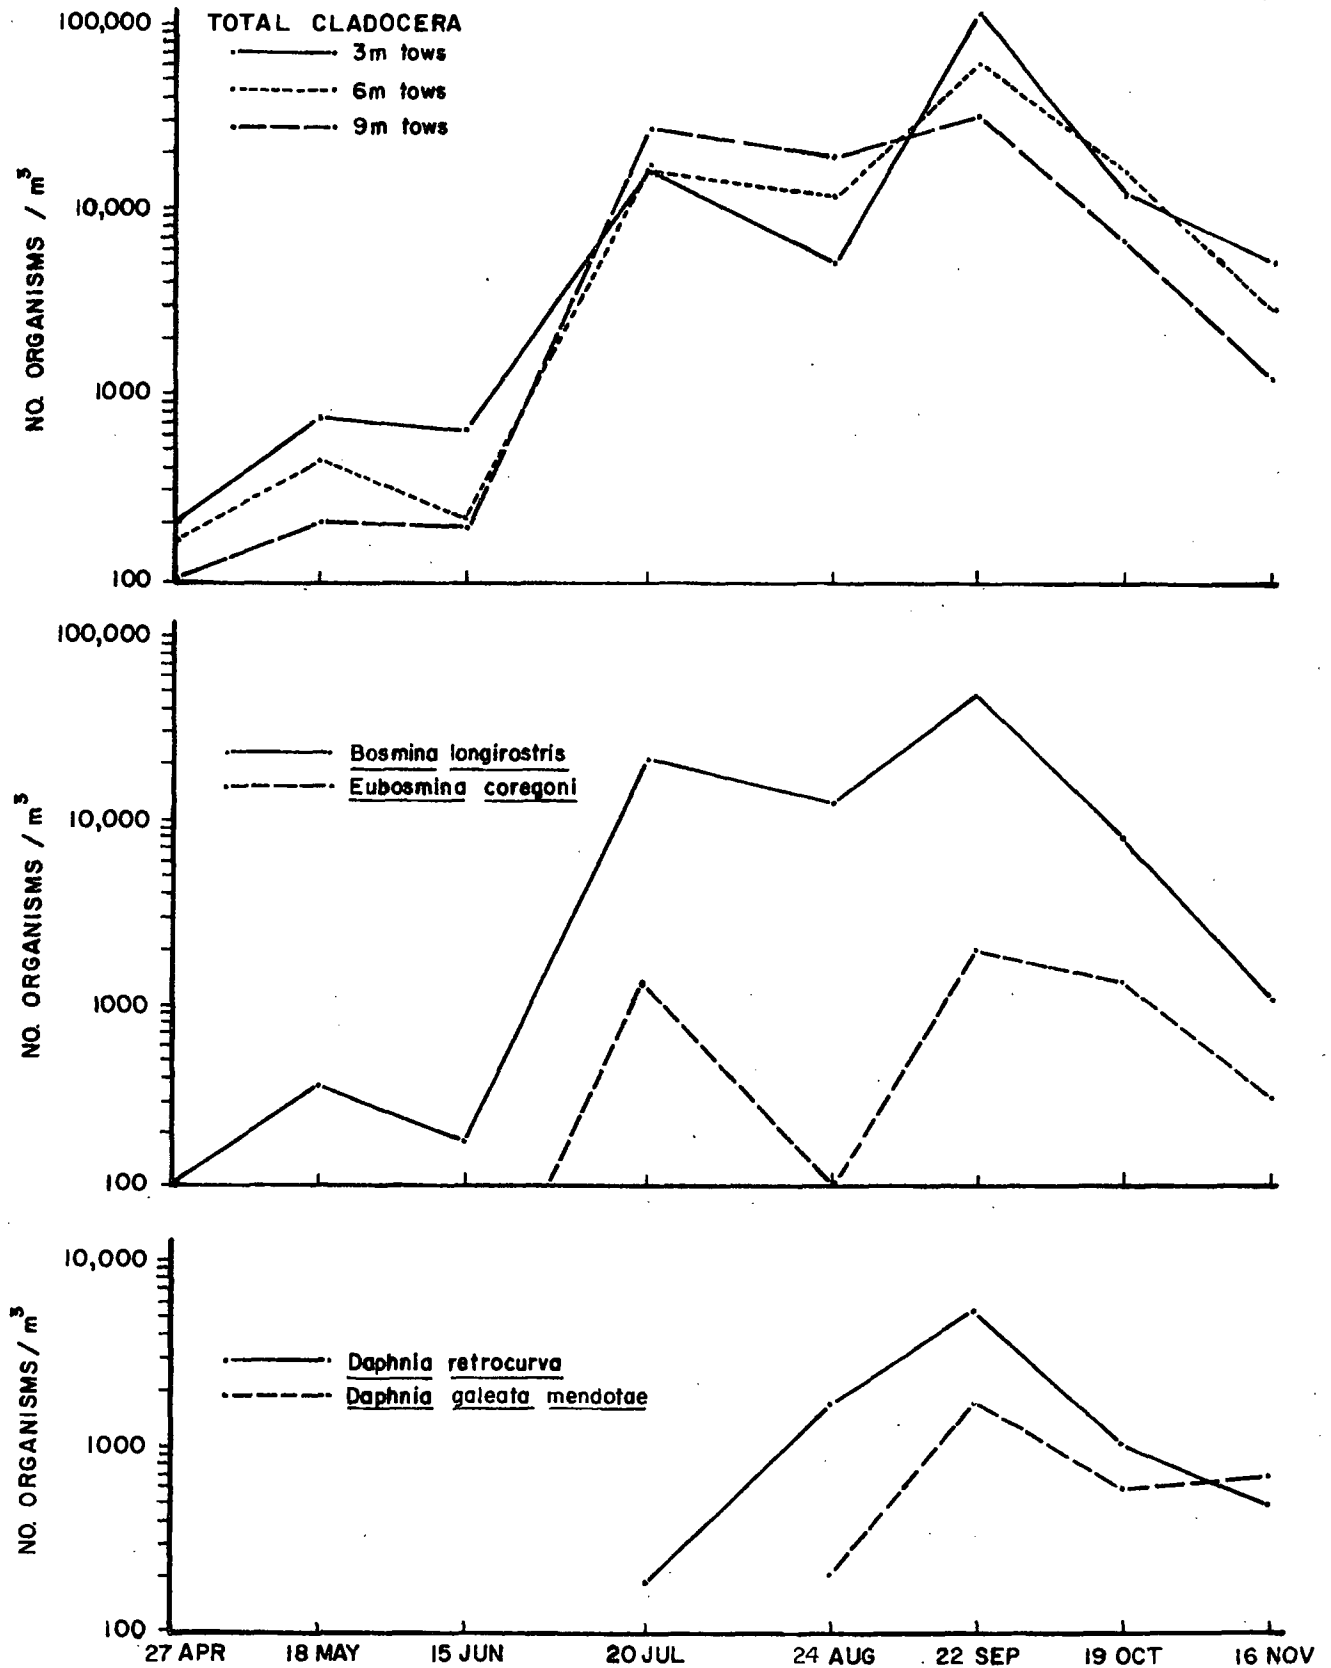 TOTAL CLADOCERA
3m tows
6m tows
9m tows
100,000
10,000
1000
100
NO. ORGANISMS / m³
100,000
10,000
1000
100
NO. ORGANISMS / m³
Bosmina longirostris
Eubosmina coregoni
10,000
1000
100
NO. ORGANISMS / m³
Daphnia retrocurva
Daphnia galeata mendotae
27 APR 18 MAY 15 JUN 20 JUL 24 AUG 22 SEP 19 OCT 16 NOV